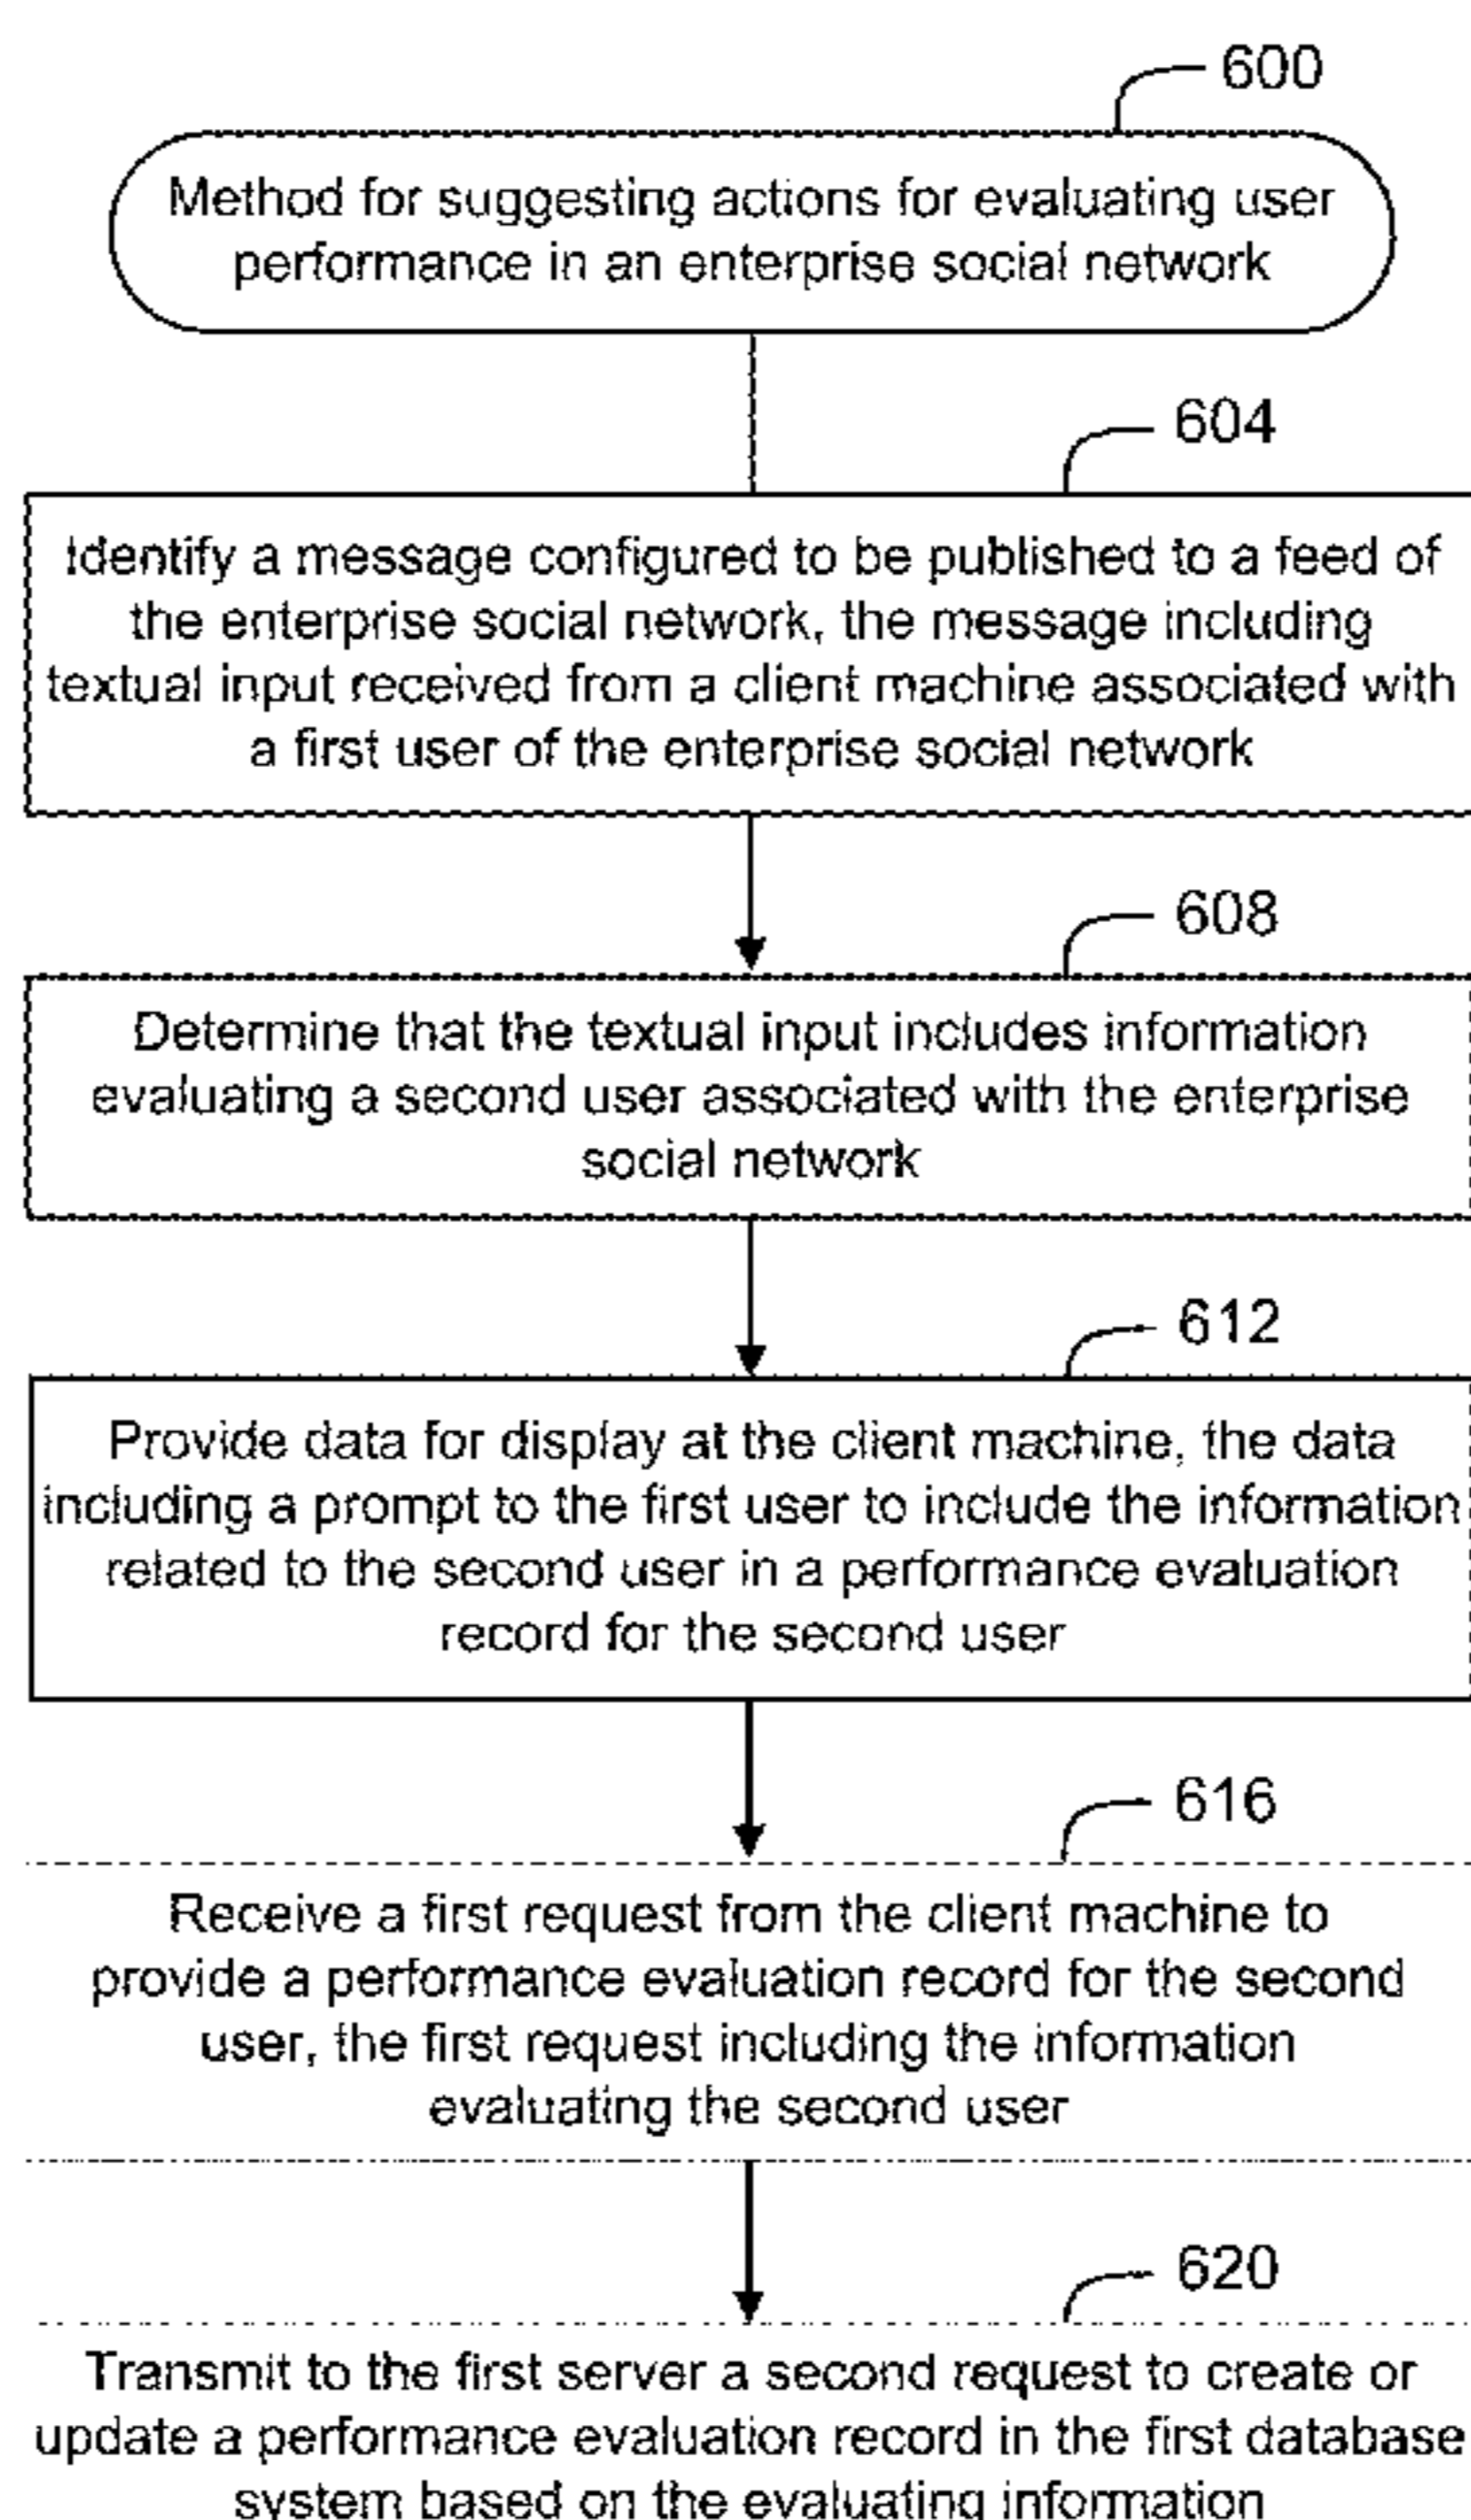 600
Method for suggesting actions for evaluating user
performance in an enterprise social network
604
Identify a message configured to be published to a feed of
the enterprise social network, the message including
textual input received from a client machine associated with
a first user of the enterprise social network
608
Determine that the textual input includes information
evaluating a second user associated with the enterprise
social network
612
Provide data for display at the client machine, the data
including a prompt to the first user to include the information
related to the second user in a performance evaluation
record for the second user
616
Receive a first request from the client machine to
provide a performance evaluation record for the second
user, the first request including the information
evaluating the second user
620
Transmit to the first server a second request to create or
update a performance evaluation record in the first database
system based on the evaluating information